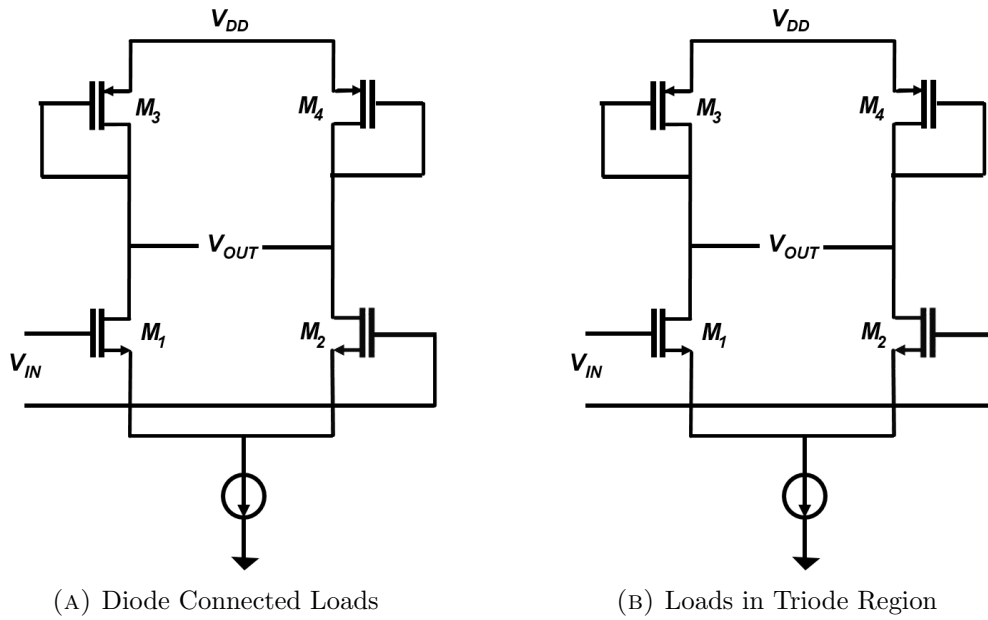 V_DD V_DD
M_3 M_4 M_3 M_4
V_OUT V_OUT
M_1 M_2 M_1 M_2
V_IN V_IN
(A) Diode Connected Loads (B) Loads in Triode Region